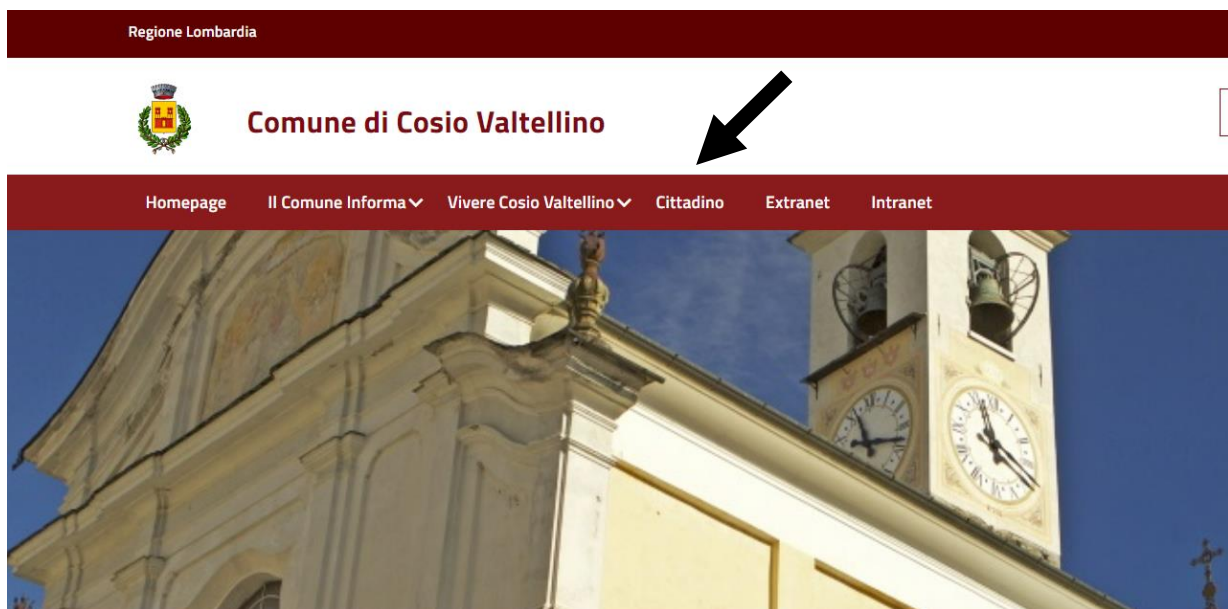 Regione Lombardia
Comune di Cosio Valtellino
Homepage Il Comune Informa Vivere Cosio Valtellino Cittadino Extranet Intranet